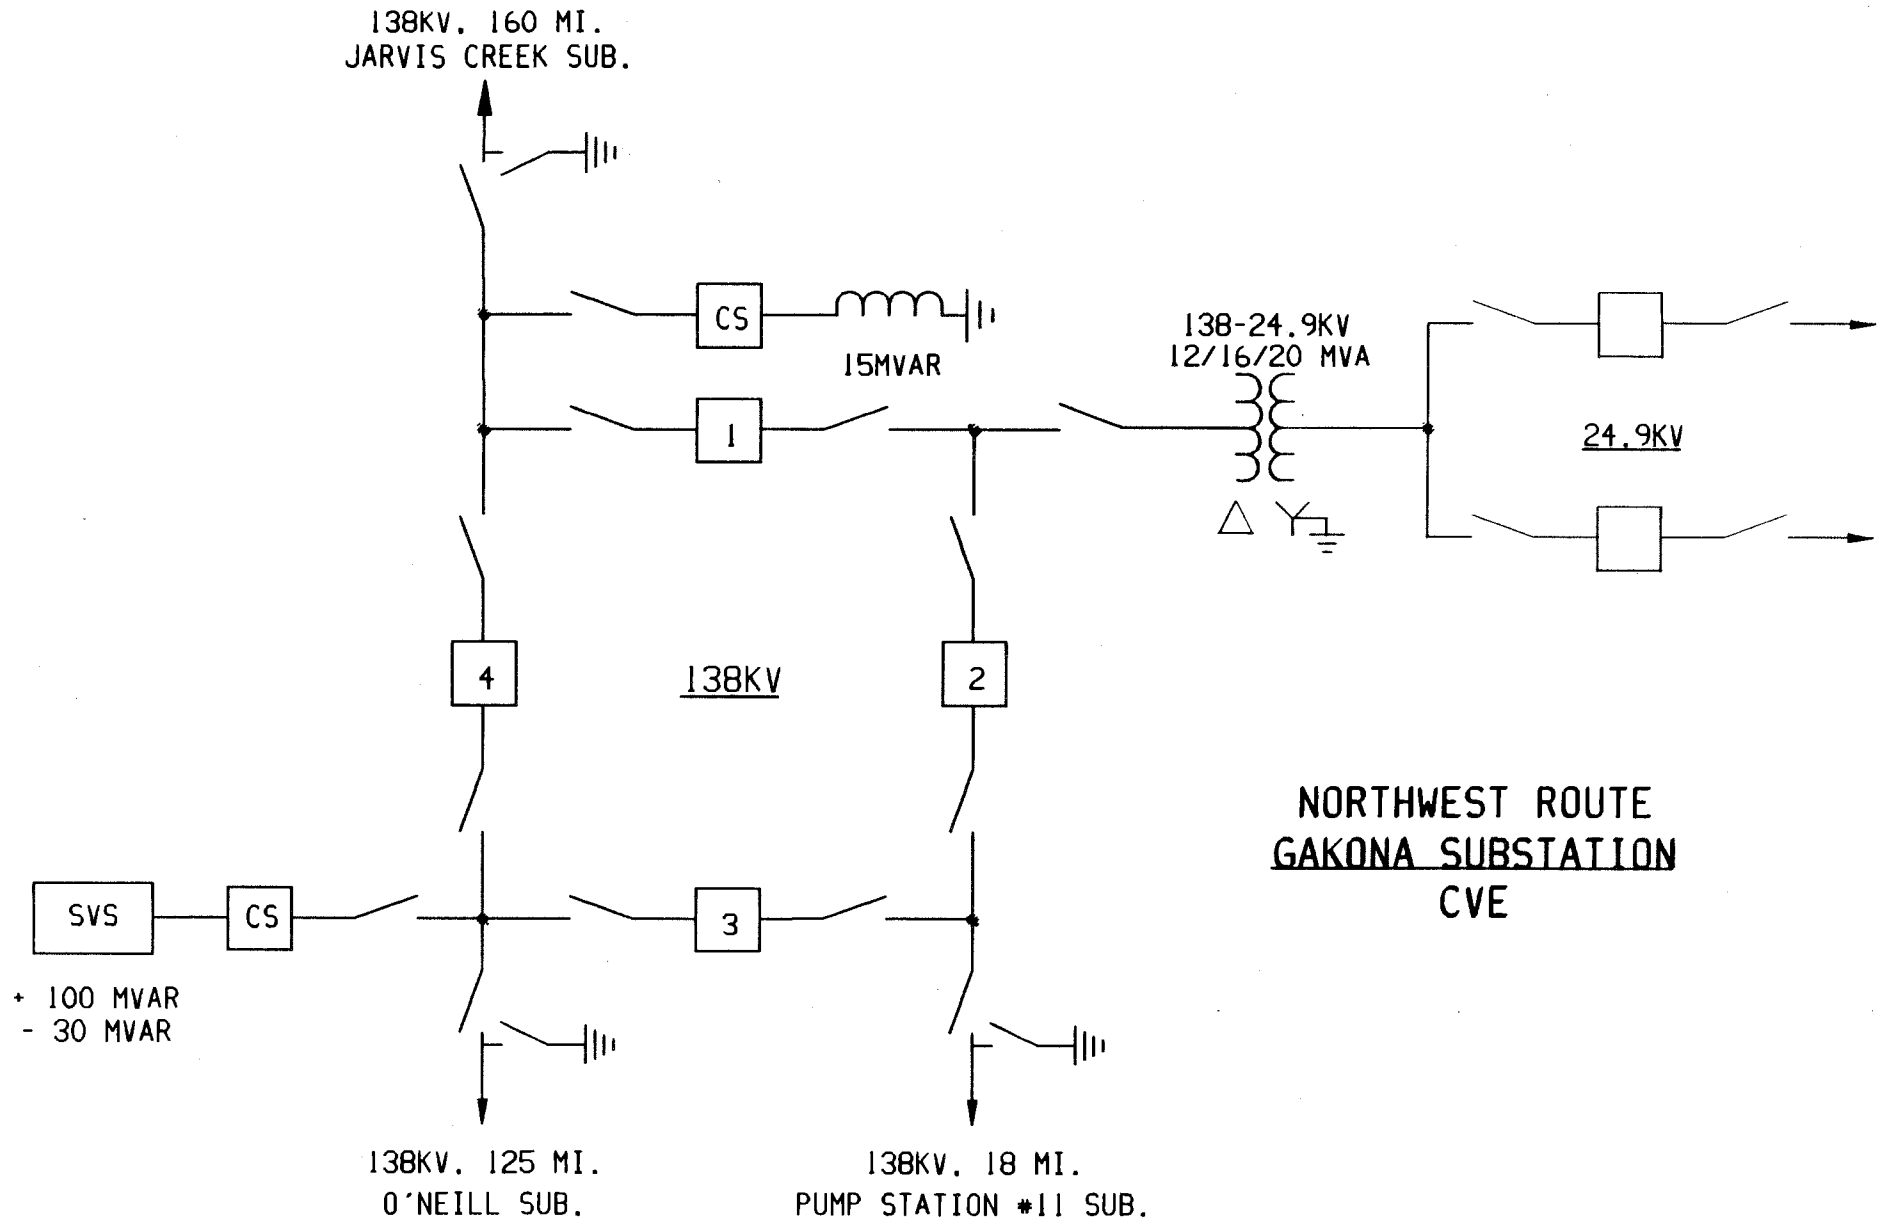 138KV. 160 MI.
JARVIS CREEK SUB.
CS
15MVAR
138-24.9KV
12/16/20 MVA
1
24.9KV
4
138KV
2
NORTHWEST ROUTE
GAKONA SUBSTATION
CVE
SVS
CS
3
+ 100 MVAR
- 30 MVAR
138KV. 125 MI.
O'NEILL SUB.
138KV. 18 MI.
PUMP STATION #11 SUB.